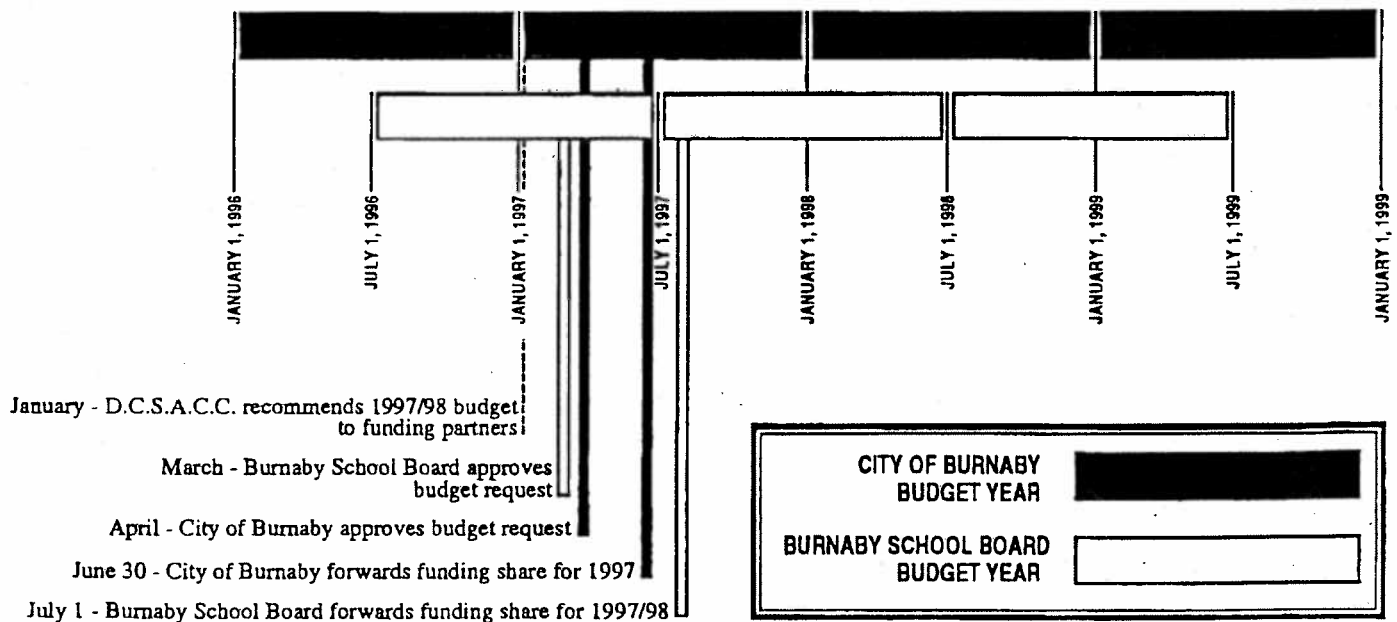 JANUARY 1, 1996
JULY 1, 1996
JANUARY 1, 1997
JULY 1, 1997
JANUARY 1, 1998
JULY 1, 1998
JANUARY 1, 1999
JULY 1, 1999
JANUARY 1, 1999
January - D.C.S.A.C.C. recommends 1997/98 budget
to funding partners
March - Burnaby School Board approves
budget request
April - City of Burnaby approves budget request
June 30 - City of Burnaby forwards funding share for 1997
July 1 - Burnaby School Board forwards funding share for 1997/98
CITY OF BURNABY
BUDGET YEAR
BURNABY SCHOOL BOARD
BUDGET YEAR